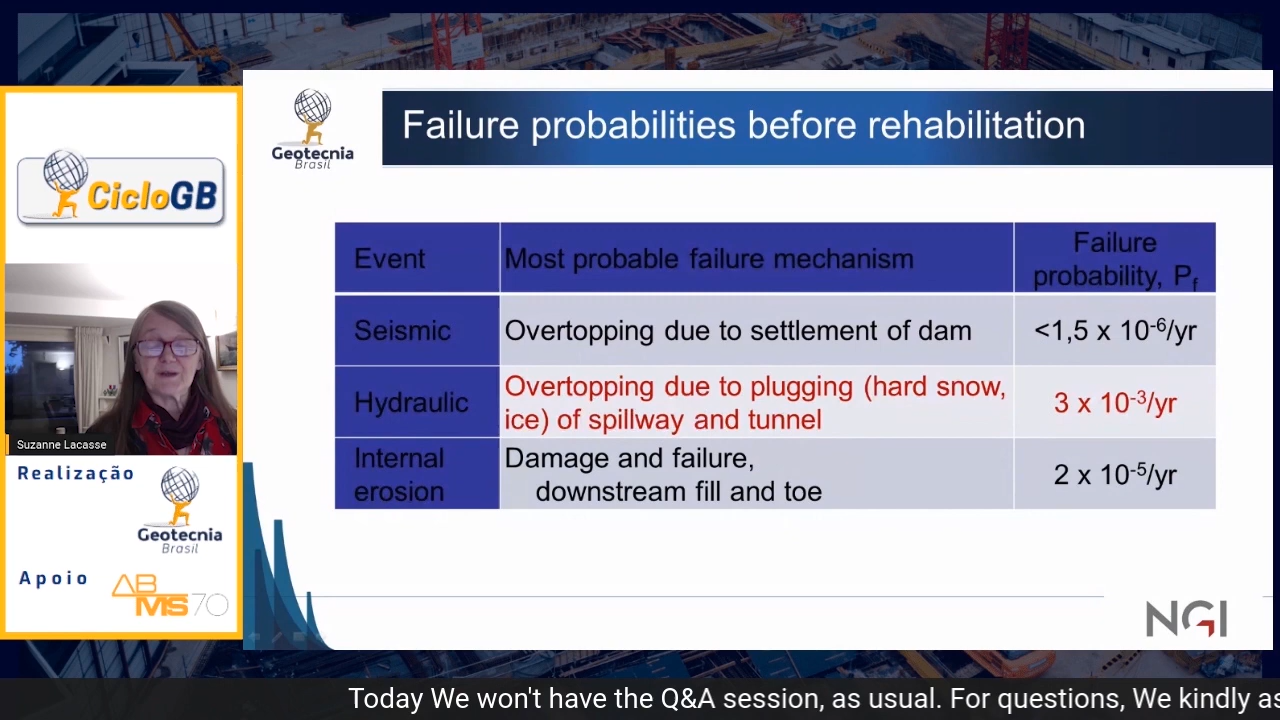 CicloGB
Suzanne Lacasse
Realização
Geotecnia
Brasil
Apoio
ABMS70
Geotecnia
Brasil
Failure probabilities before rehabilitation
Event
Most probable failure mechanism
Failure
probability, Pf
Seismic
Overtopping due to settlement of dam
<1,5 x 10-6/yr
Hydraulic
Overtopping due to plugging (hard snow,
ice) of spillway and tunnel
3 x 10-3/yr
Internal
erosion
Damage and failure,
downstream fill and toe
2 x 10-5/yr
NGI
Today We won't have the Q&A session, as usual. For questions, We kindly as